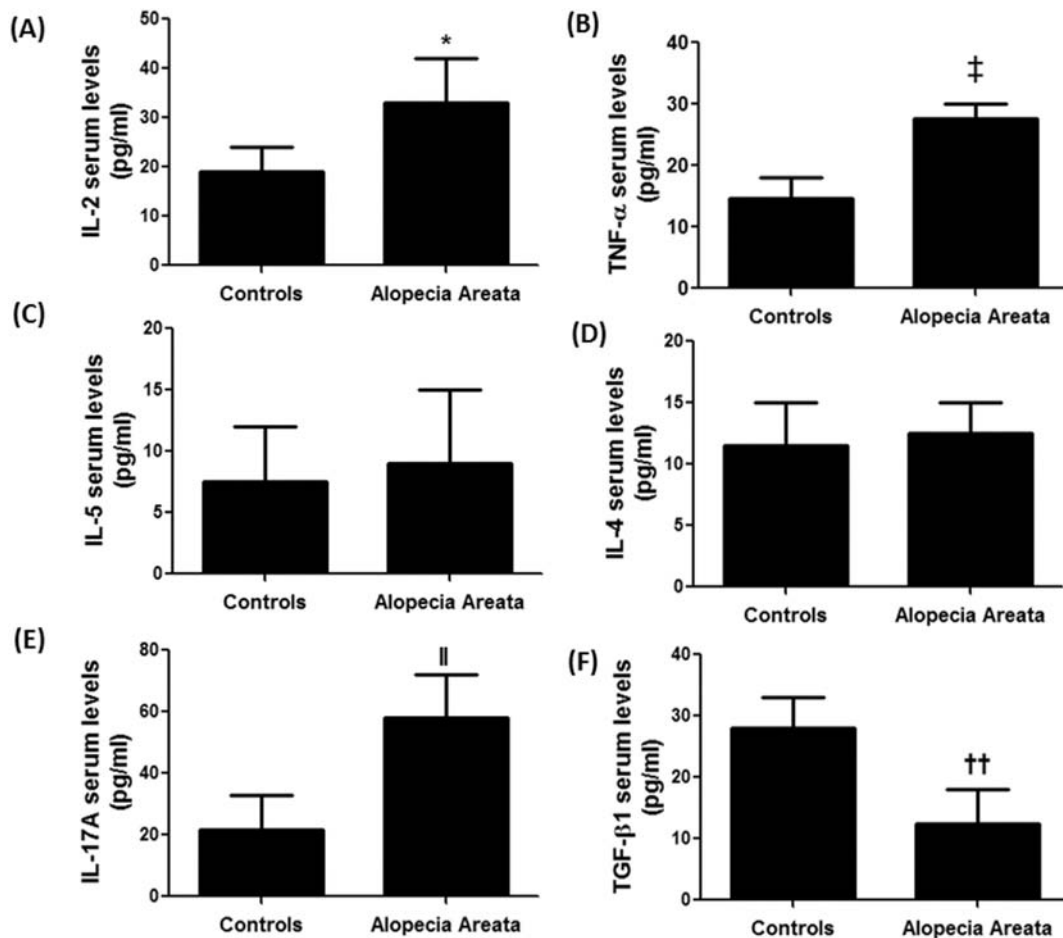 (A)
IL-2 serum levels
(pg/ml)
50
40
30
20
10
0
*
Controls
Alopecia Areata
(B)
TNF-α serum levels
(pg/ml)
40
30
20
10
0
‡
Controls
Alopecia Areata
(C)
IL-5 serum levels
(pg/ml)
20
15
10
5
0
Controls
Alopecia Areata
(D)
IL-4 serum levels
(pg/ml)
20
15
10
5
0
Controls
Alopecia Areata
(E)
IL-17A serum levels
(pg/ml)
80
60
40
20
0
‖
Controls
Alopecia Areata
(F)
TGF-β1 serum levels
(pg/ml)
40
30
20
10
0
††
Controls
Alopecia Areata